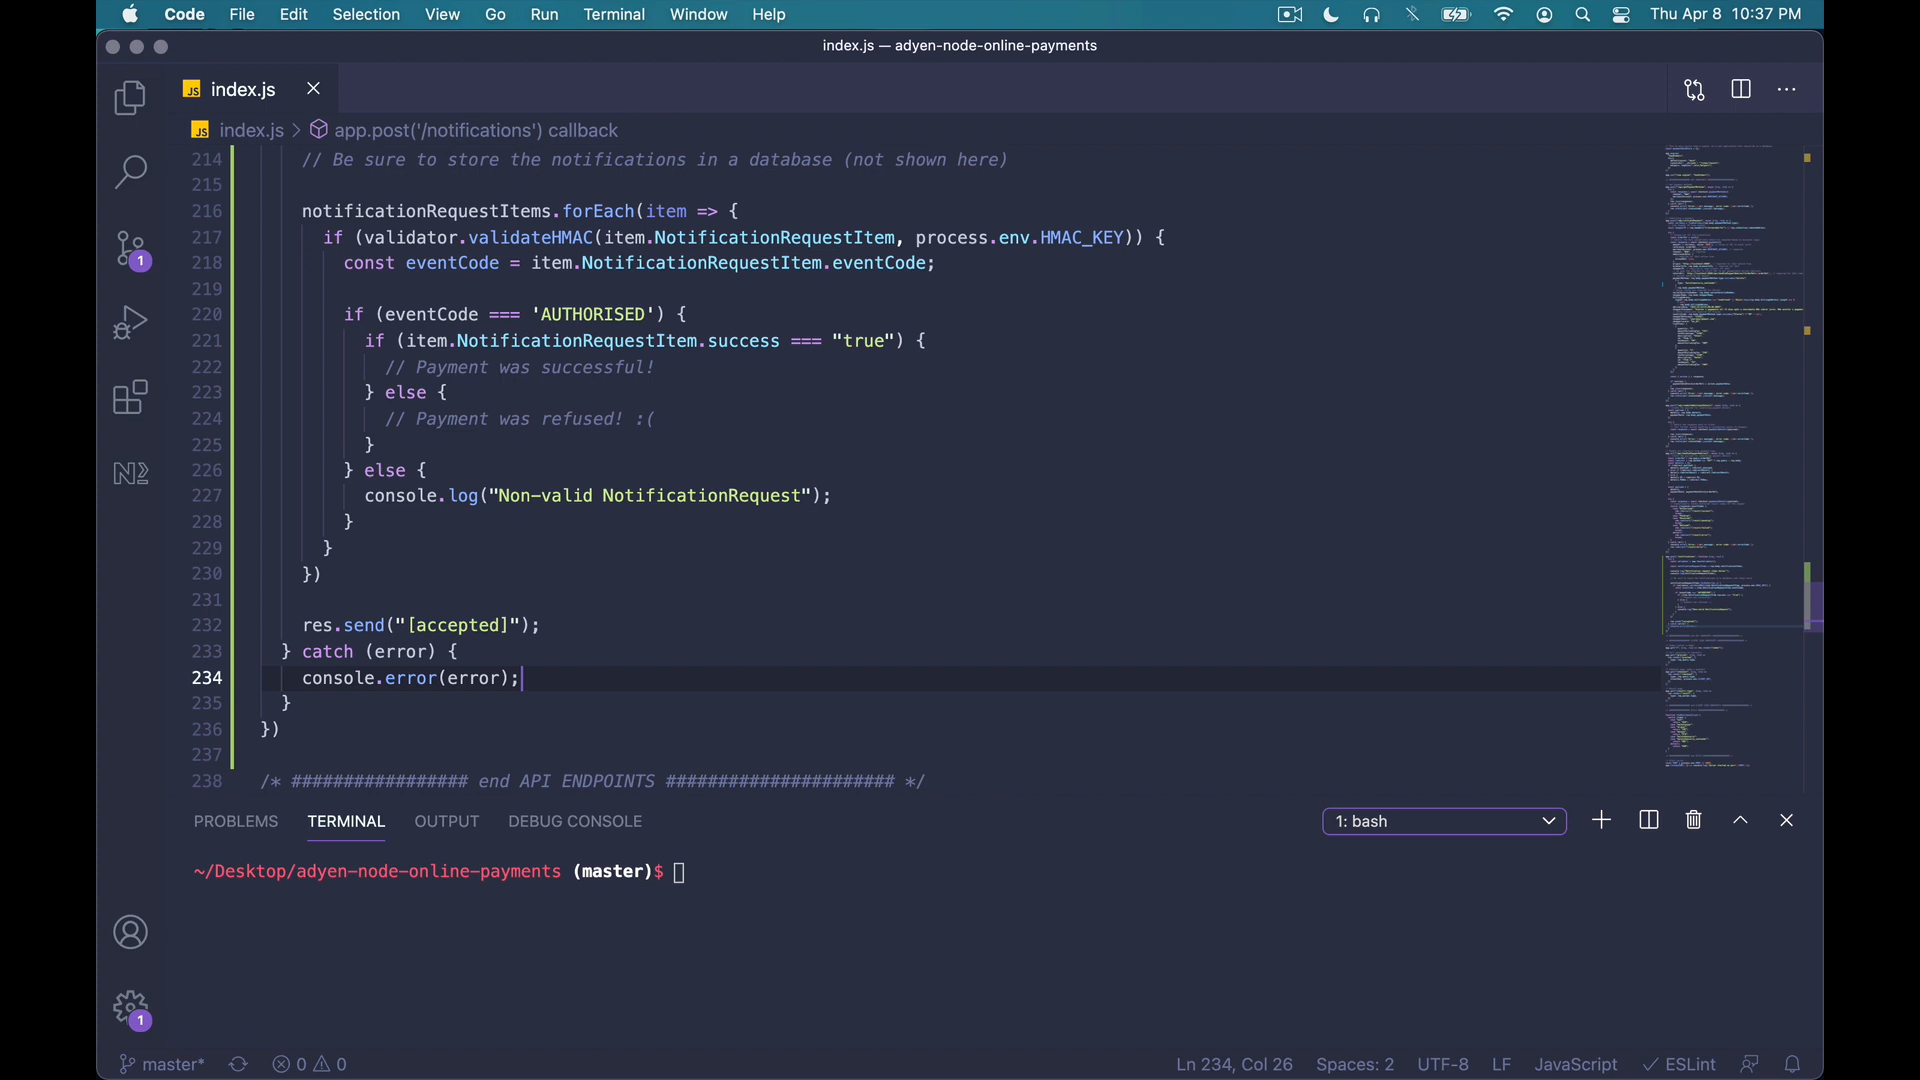 Code File Edit Selection View Go Run Terminal Window Help Thu Apr 8 10:37 PM
index.js — adyen-node-online-payments
JS index.js
JS index.js > app.post('/notifications') callback
214 // Be sure to store the notifications in a database (not shown here)
215
216 notificationRequestItems.forEach(item => {
217 if (validator.validateHMAC(item.NotificationRequestItem, process.env.HMAC_KEY)) {
218 const eventCode = item.NotificationRequestItem.eventCode;
219
220 if (eventCode === 'AUTHORISED') {
221 if (item.NotificationRequestItem.success === "true") {
222 // Payment was successful!
223 } else {
224 // Payment was refused! :(
225 }
226 } else {
227 console.log("Non-valid NotificationRequest");
228 }
229 }
230 })
231
232 res.send("[accepted]");
233 } catch (error) {
234 console.error(error);
235 }
236 })
237
238 /* ################# end API ENDPOINTS ###################### */
1
N
1
PROBLEMS TERMINAL OUTPUT DEBUG CONSOLE 1: bash
~/Desktop/adyen-node-online-payments (master)$
master* 0 0 Ln 234, Col 26 Spaces: 2 UTF-8 LF JavaScript ESLint